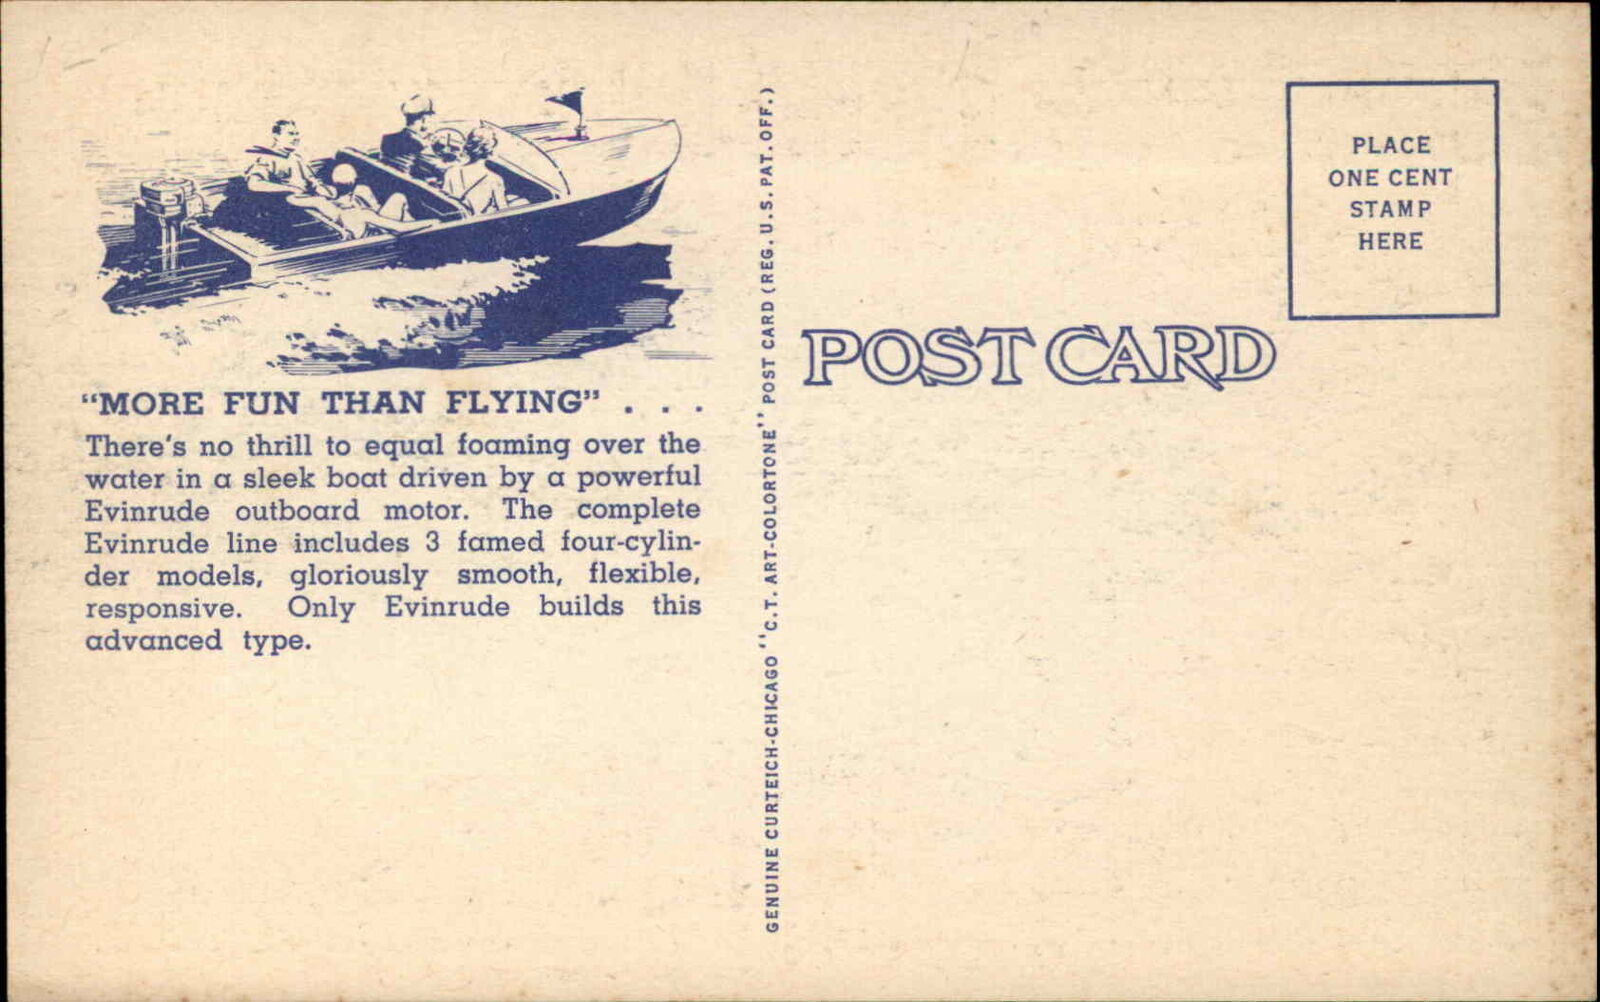 "MORE FUN THAN FLYING" . . .
There's no thrill to equal foaming over the
water in a sleek boat driven by a powerful
Evinrude outboard motor. The complete
Evinrude line includes 3 famed four-cylin-
der models, gloriously smooth, flexible,
responsive. Only Evinrude builds this
advanced type.
GENUINE CURTEICH-CHICAGO "C.T. ART-COLORTONE" POST CARD (REG. U.S. PAT. OFF.)
POST CARD
PLACE
ONE CENT
STAMP
HERE